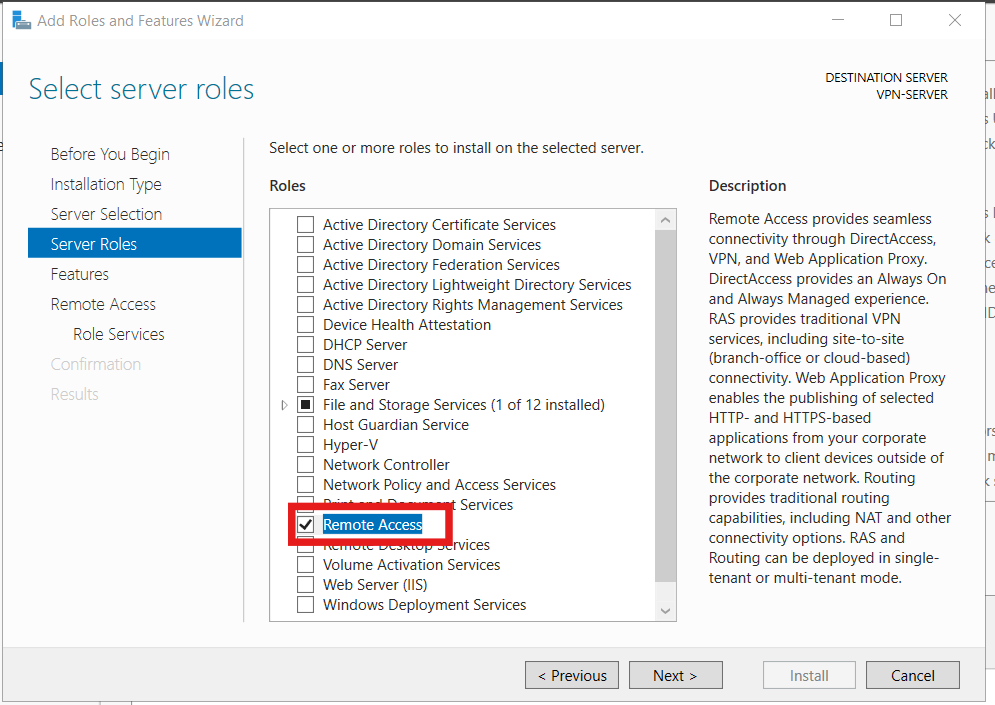 Add Roles and Features Wizard
Select server roles
DESTINATION SERVER
VPN-SERVER
Before You Begin
Installation Type
Server Selection
Server Roles
Features
Remote Access
Role Services
Confirmation
Results
Select one or more roles to install on the selected server.
Roles
Active Directory Certificate Services
Active Directory Domain Services
Active Directory Federation Services
Active Directory Lightweight Directory Services
Active Directory Rights Management Services
Device Health Attestation
DHCP Server
DNS Server
Fax Server
File and Storage Services (1 of 12 installed)
Host Guardian Service
Hyper-V
Network Controller
Network Policy and Access Services
Print and Document Services
Remote Access
Remote Desktop Services
Volume Activation Services
Web Server (IIS)
Windows Deployment Services
Description
Remote Access provides seamless
connectivity through DirectAccess,
VPN, and Web Application Proxy.
DirectAccess provides an Always On
and Always Managed experience.
RAS provides traditional VPN
services, including site-to-site
(branch-office or cloud-based)
connectivity. Web Application Proxy
enables the publishing of selected
HTTP- and HTTPS-based
applications from your corporate
network to client devices outside of
the corporate network. Routing
provides traditional routing
capabilities, including NAT and other
connectivity options. RAS and
Routing can be deployed in single-
tenant or multi-tenant mode.
< Previous
Next >
Install
Cancel